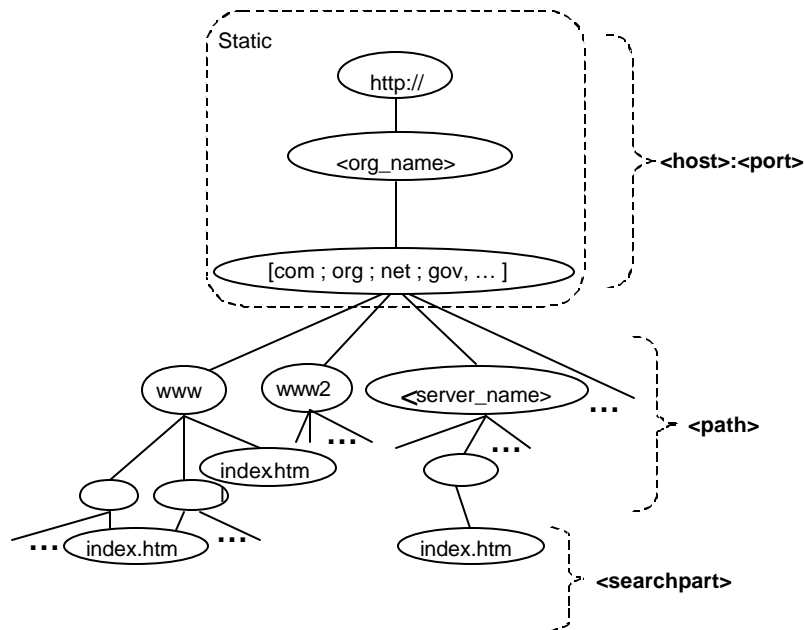 Static
http://
<org_name>
<host>:<port>
[com ; org ; net ; gov, … ]
www
www2
<server_name>
...
<path>
...
...
index.htm
...
index.htm
...
index.htm
<searchpart>